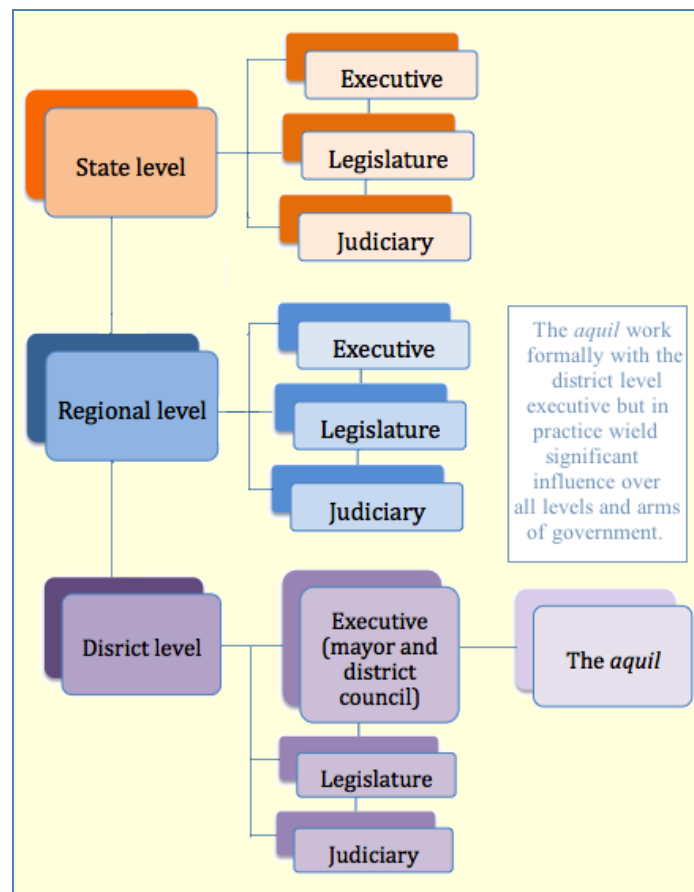 Executive
State level
Legislature
Judiciary
Executive
Regional level
Legislature
Judiciary
The aquil work
formally with the
district level
executive but in
practice wield
significant
influence over
all levels and arms
of government.
Disrict level
Executive
(mayor and
district
council)
The aquil
Legislature
Judiciary